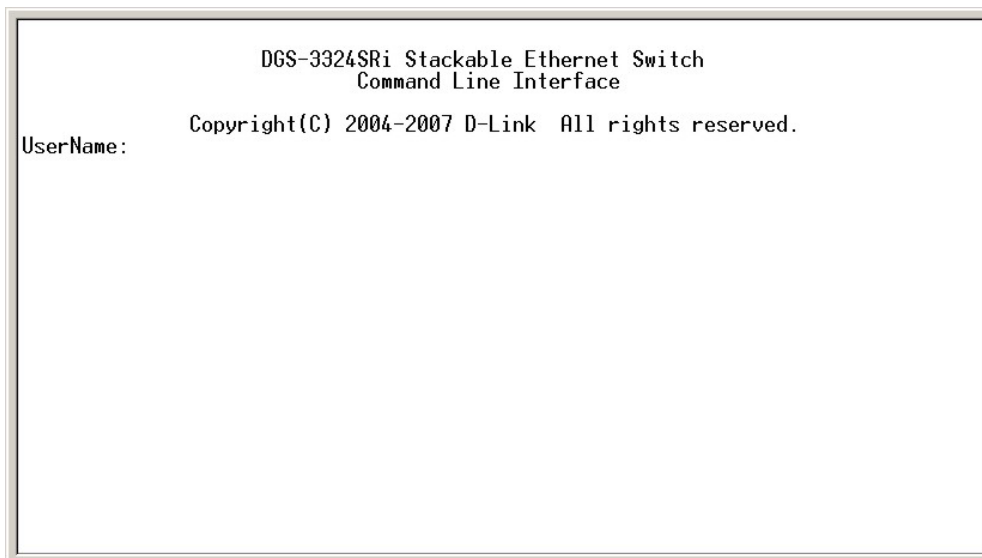 DGS-3324SRi Stackable Ethernet Switch
Command Line Interface
Copyright(C) 2004-2007 D-Link All rights reserved.
UserName: